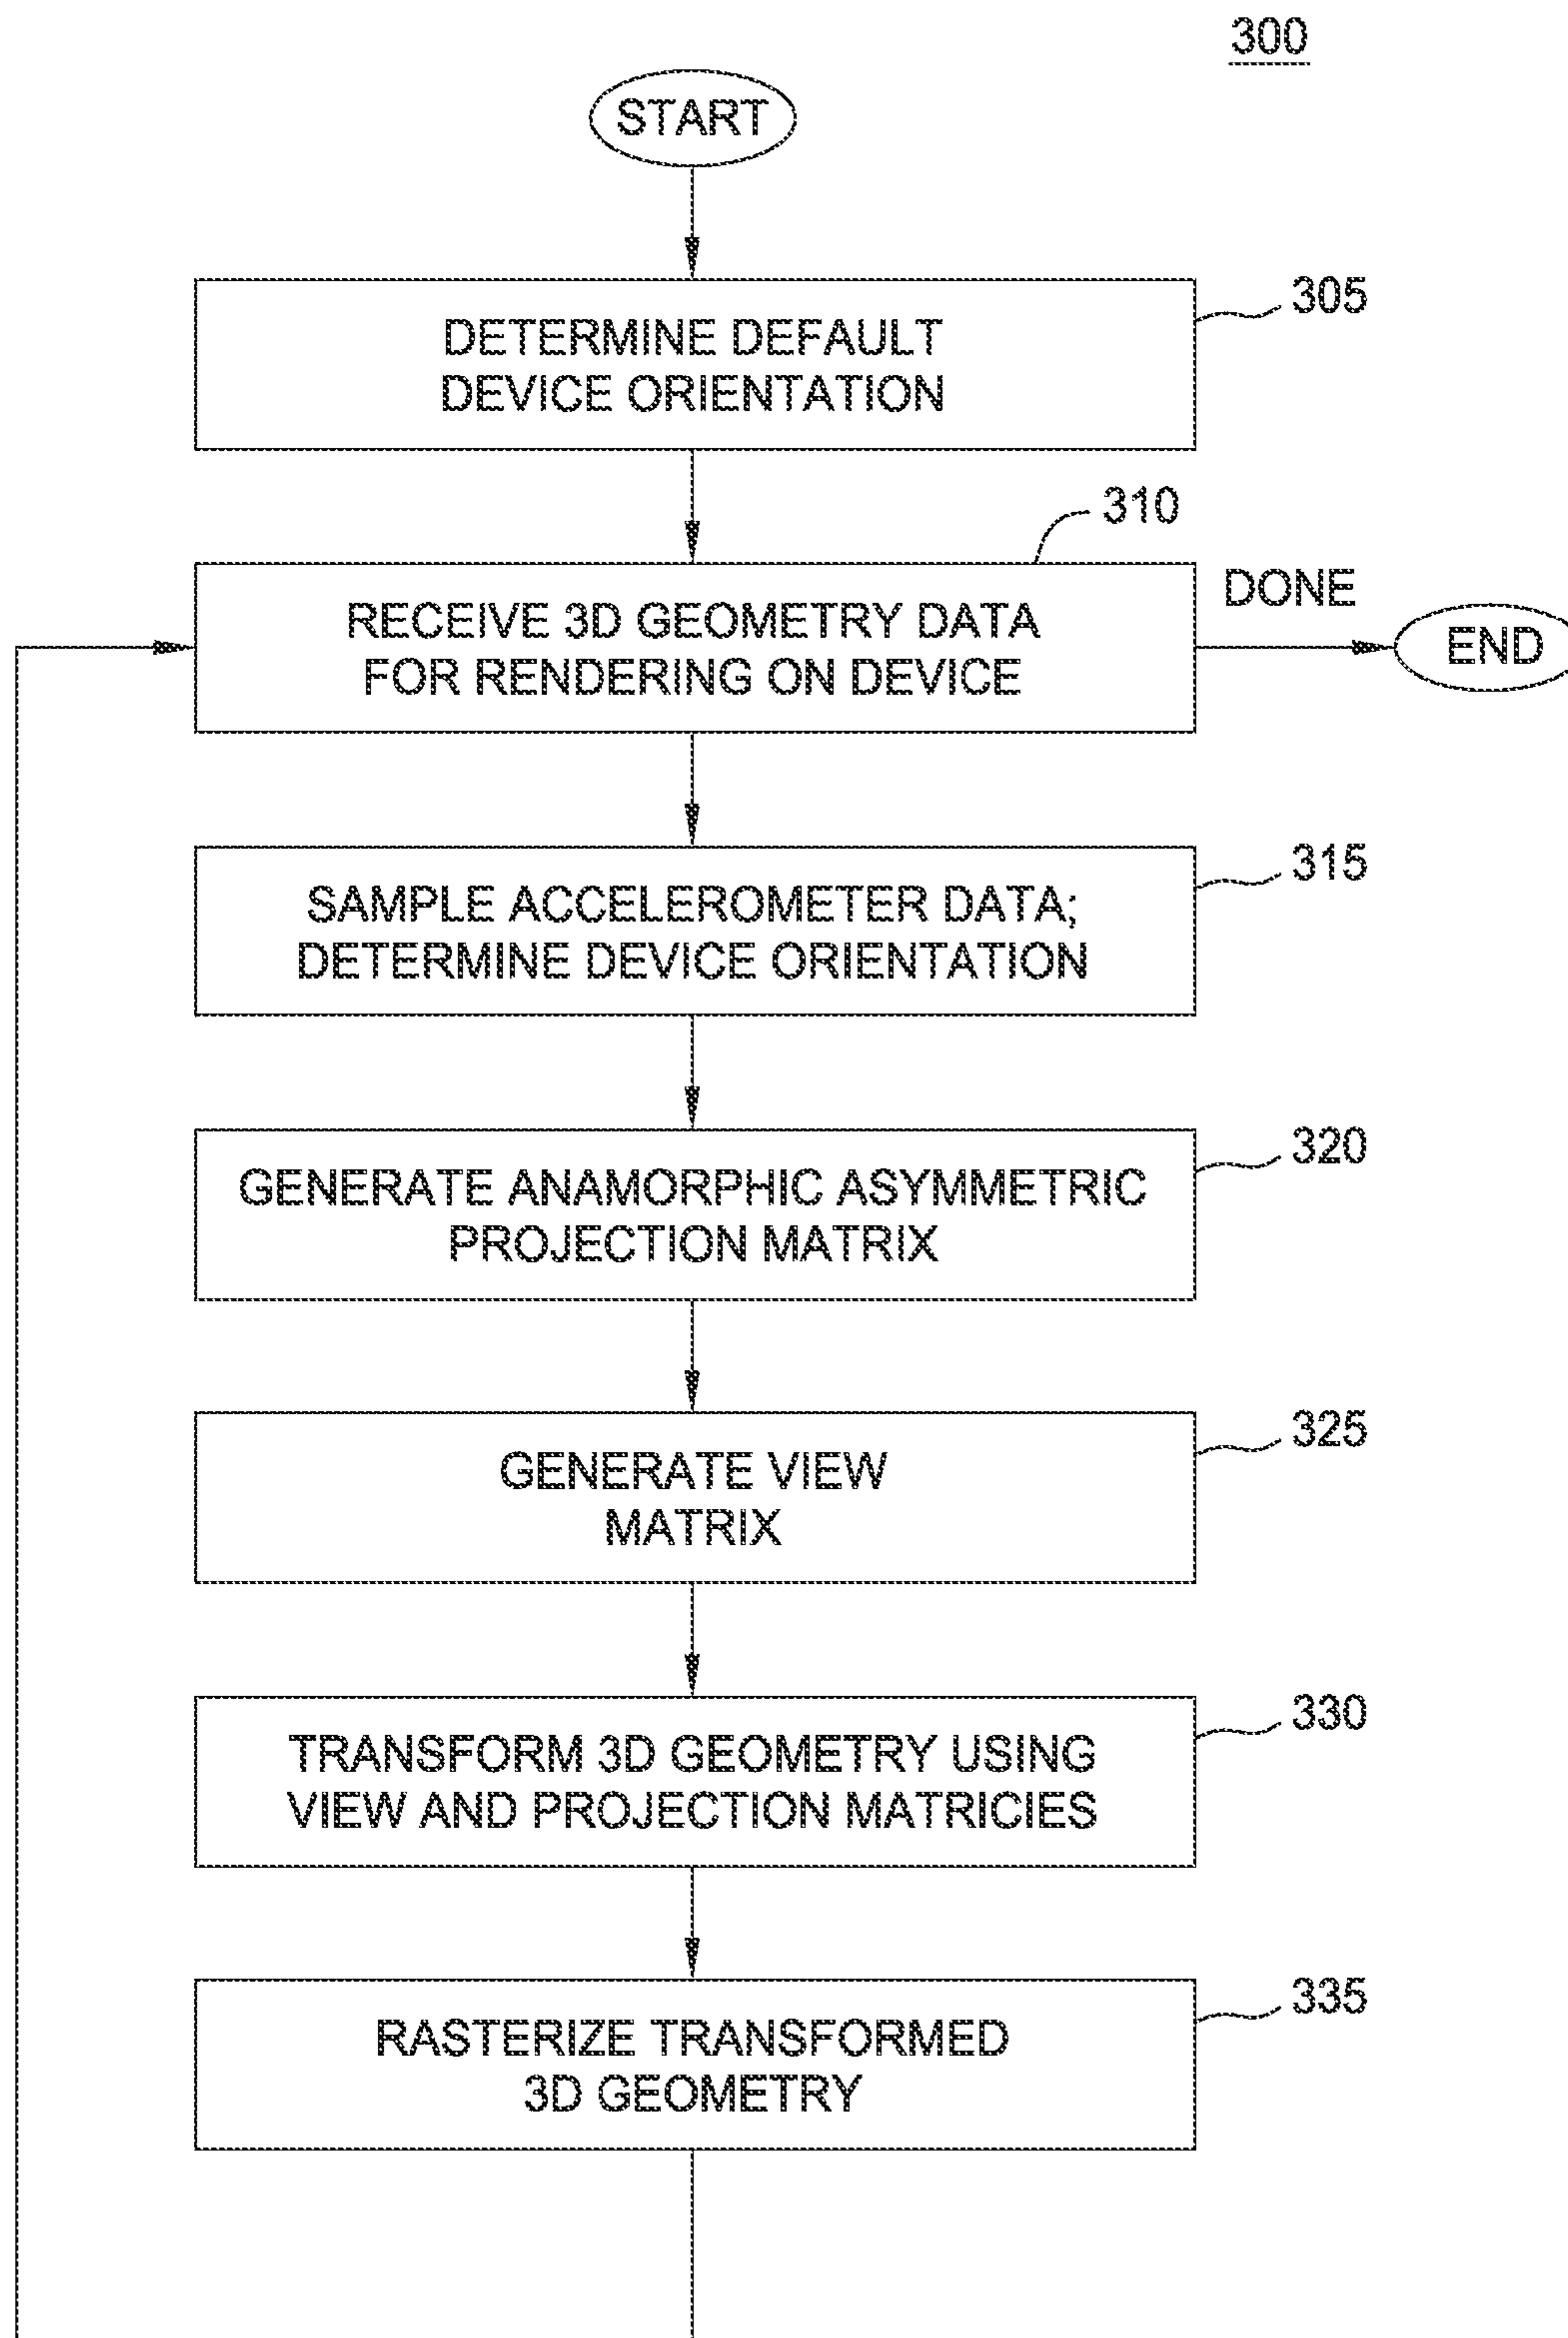 300
START
305
DETERMINE DEFAULT
DEVICE ORIENTATION
310
DONE
RECEIVE 3D GEOMETRY DATA
FOR RENDERING ON DEVICE
END
315
SAMPLE ACCELEROMETER DATA;
DETERMINE DEVICE ORIENTATION
320
GENERATE ANAMORPHIC ASYMMETRIC
PROJECTION MATRIX
325
GENERATE VIEW
MATRIX
330
TRANSFORM 3D GEOMETRY USING
VIEW AND PROJECTION MATRICIES
335
RASTERIZE TRANSFORMED
3D GEOMETRY